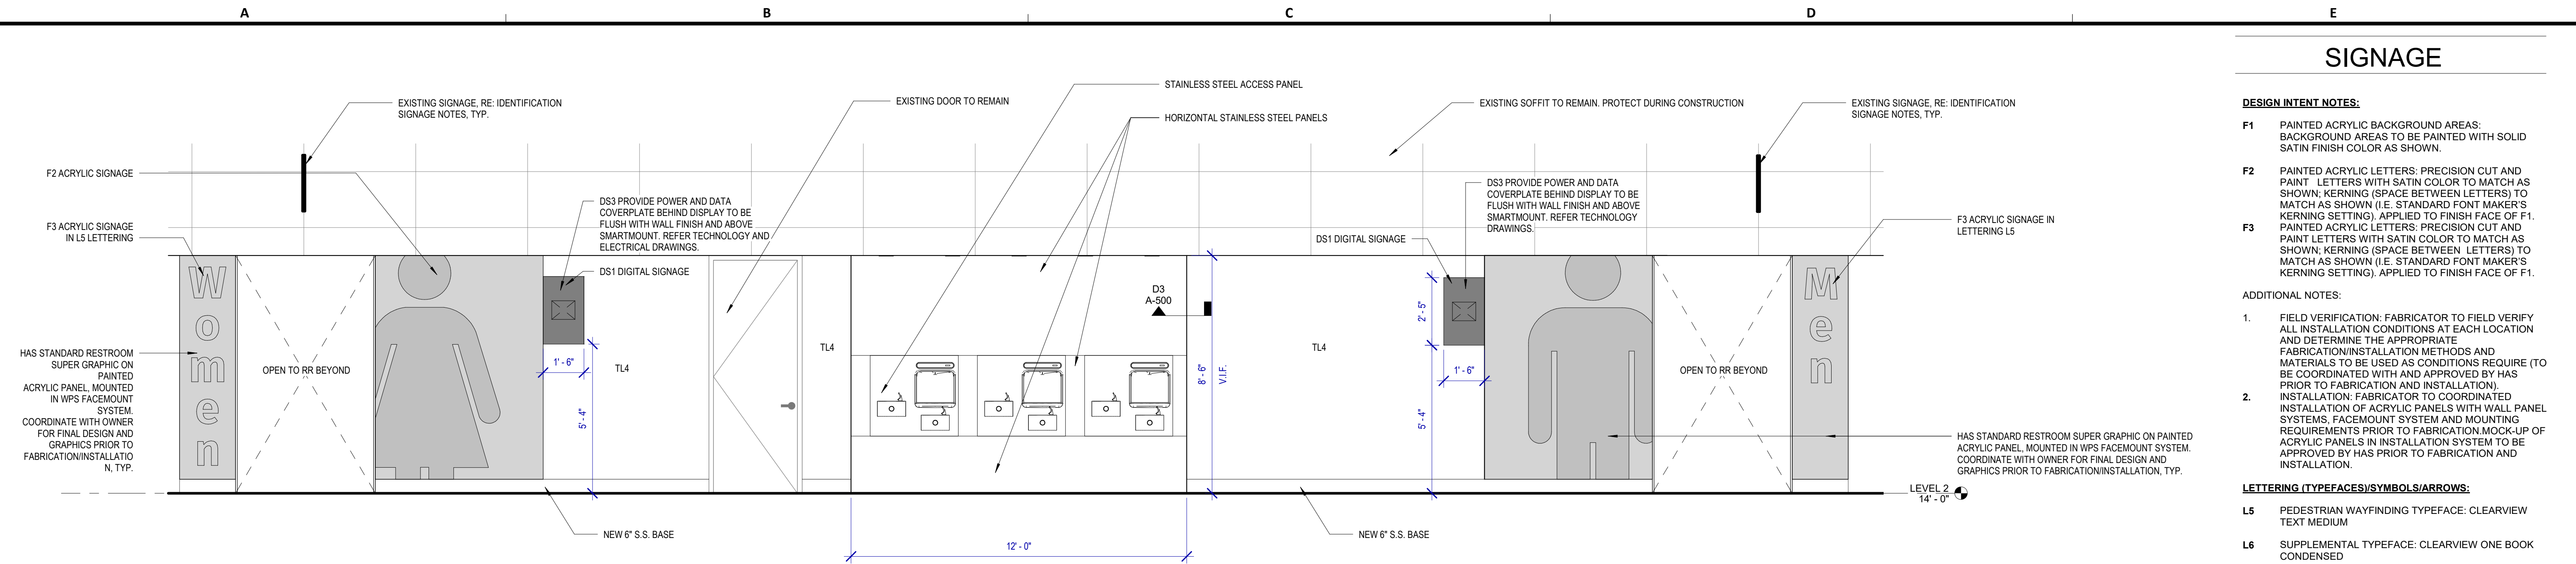 A
B
C
D
E
SIGNAGE
STAINLESS STEEL ACCESS PANEL
EXISTING SIGNAGE, RE: IDENTIFICATION
SIGNAGE NOTES, TYP.
EXISTING DOOR TO REMAIN
HORIZONTAL STAINLESS STEEL PANELS
EXISTING SOFFIT TO REMAIN. PROTECT DURING CONSTRUCTION
EXISTING SIGNAGE, RE: IDENTIFICATION
SIGNAGE NOTES, TYP.
F2 ACRYLIC SIGNAGE
F3 ACRYLIC SIGNAGE
IN L5 LETTERING
DS3 PROVIDE POWER AND DATA
COVERPLATE BEHIND DISPLAY TO BE
FLUSH WITH WALL FINISH AND ABOVE
SMARTMOUNT. REFER TECHNOLOGY AND
ELECTRICAL DRAWINGS.
DS1 DIGITAL SIGNAGE
DS3 PROVIDE POWER AND DATA
COVERPLATE BEHIND DISPLAY TO BE
FLUSH WITH WALL FINISH AND ABOVE
SMARTMOUNT. REFER TECHNOLOGY
DRAWINGS.
DS1 DIGITAL SIGNAGE
F3 ACRYLIC SIGNAGE IN
LETTERING L5
Women
Men
HAS STANDARD RESTROOM
SUPER GRAPHIC ON
PAINTED
ACRYLIC PANEL, MOUNTED
IN WPS FACEMOUNT
SYSTEM.
COORDINATE WITH OWNER
FOR FINAL DESIGN AND
GRAPHICS PRIOR TO
FABRICATION/INSTALLATIO
N, TYP.
OPEN TO RR BEYOND
1' - 6"
5' - 4"
TL4
TL4
D3
A-500
8' - 6"
V.I.F.
TL4
2' - 5"
1' - 6"
5' - 4"
OPEN TO RR BEYOND
HAS STANDARD RESTROOM SUPER GRAPHIC ON PAINTED
ACRYLIC PANEL, MOUNTED IN WPS FACEMOUNT SYSTEM.
COORDINATE WITH OWNER FOR FINAL DESIGN AND
GRAPHICS PRIOR TO FABRICATION/INSTALLATION, TYP.
LEVEL 2
14' - 0"
NEW 6" S.S. BASE
12' - 0"
NEW 6" S.S. BASE
DESIGN INTENT NOTES:
F1 PAINTED ACRYLIC BACKGROUND AREAS:
BACKGROUND AREAS TO BE PAINTED WITH SOLID
SATIN FINISH COLOR AS SHOWN.
F2 PAINTED ACRYLIC LETTERS: PRECISION CUT AND
PAINT LETTERS WITH SATIN COLOR TO MATCH AS
SHOWN; KERNING (SPACE BETWEEN LETTERS) TO
MATCH AS SHOWN (I.E. STANDARD FONT MAKER'S
KERNING SETTING). APPLIED TO FINISH FACE OF F1.
F3 PAINTED ACRYLIC LETTERS: PRECISION CUT AND
PAINT LETTERS WITH SATIN COLOR TO MATCH AS
SHOWN; KERNING (SPACE BETWEEN LETTERS) TO
MATCH AS SHOWN (I.E. STANDARD FONT MAKER'S
KERNING SETTING). APPLIED TO FINISH FACE OF F1.
ADDITIONAL NOTES:
1. FIELD VERIFICATION: FABRICATOR TO FIELD VERIFY
ALL INSTALLATION CONDITIONS AT EACH LOCATION
AND DETERMINE THE APPROPRIATE
FABRICATION/INSTALLATION METHODS AND
MATERIALS TO BE USED AS CONDITIONS REQUIRE (TO
BE COORDINATED WITH AND APPROVED BY HAS
PRIOR TO FABRICATION AND INSTALLATION).
2. INSTALLATION: FABRICATOR TO COORDINATED
INSTALLATION OF ACRYLIC PANELS WITH WALL PANEL
SYSTEMS, FACEMOUNT SYSTEM AND MOUNTING
REQUIREMENTS PRIOR TO FABRICATION.MOCK-UP OF
ACRYLIC PANELS IN INSTALLATION SYSTEM TO BE
APPROVED BY HAS PRIOR TO FABRICATION AND
INSTALLATION.
LETTERING (TYPEFACES)/SYMBOLS/ARROWS:
L5 PEDESTRIAN WAYFINDING TYPEFACE: CLEARVIEW
TEXT MEDIUM
L6 SUPPLEMENTAL TYPEFACE: CLEARVIEW ONE BOOK
CONDENSED